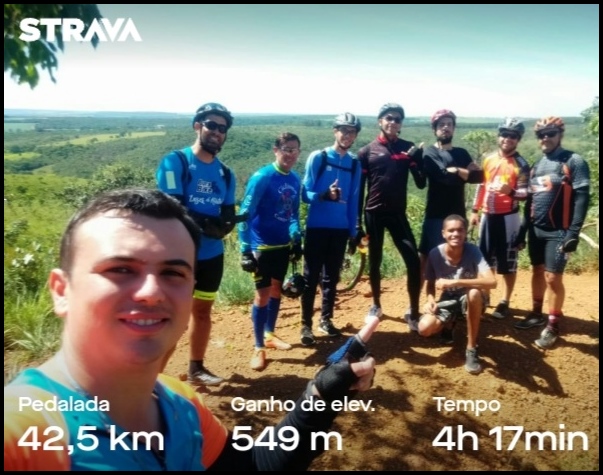 STRAVA
Pedalada
Ganho de elev.
Tempo
42,5 km
549 m
4h 17min